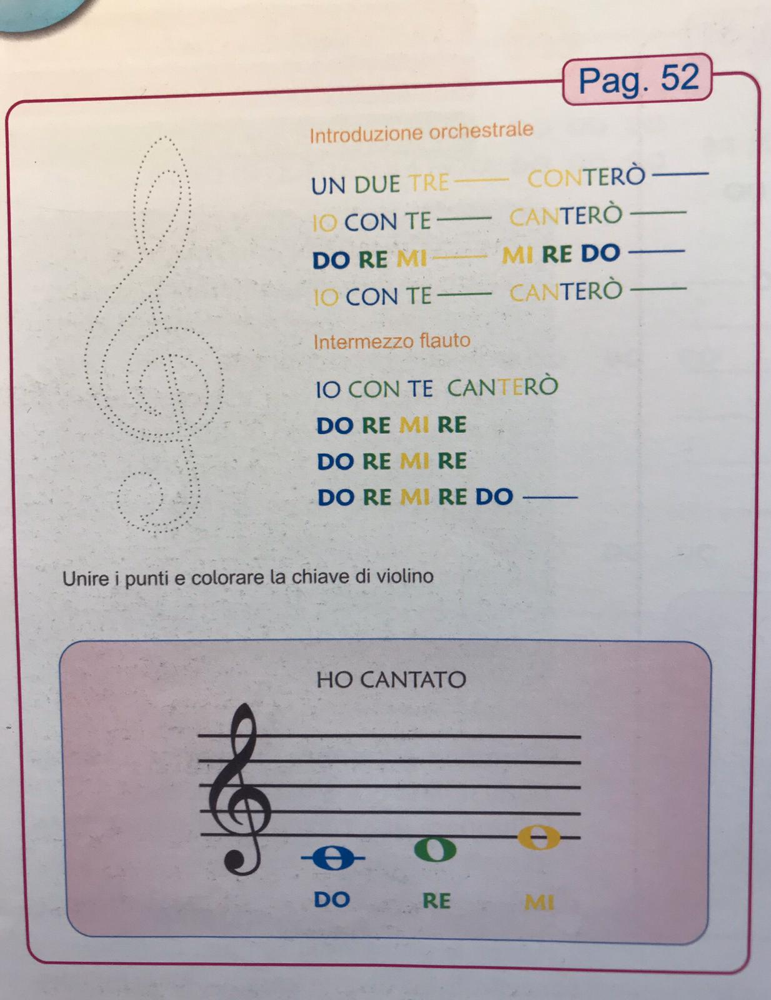 Pag. 52
Introduzione orchestrale
UN DUE TRE —— CONTERÒ ——
IO CON TE —— CANTERÒ ——
DO RE MI —— MI RE DO ——
IO CON TE —— CANTERÒ ——
Intermezzo flauto
IO CON TE CANTERÒ
DO RE MI RE
DO RE MI RE
DO RE MI RE DO ——
Unire i punti e colorare la chiave di violino
HO CANTATO
DO RE MI